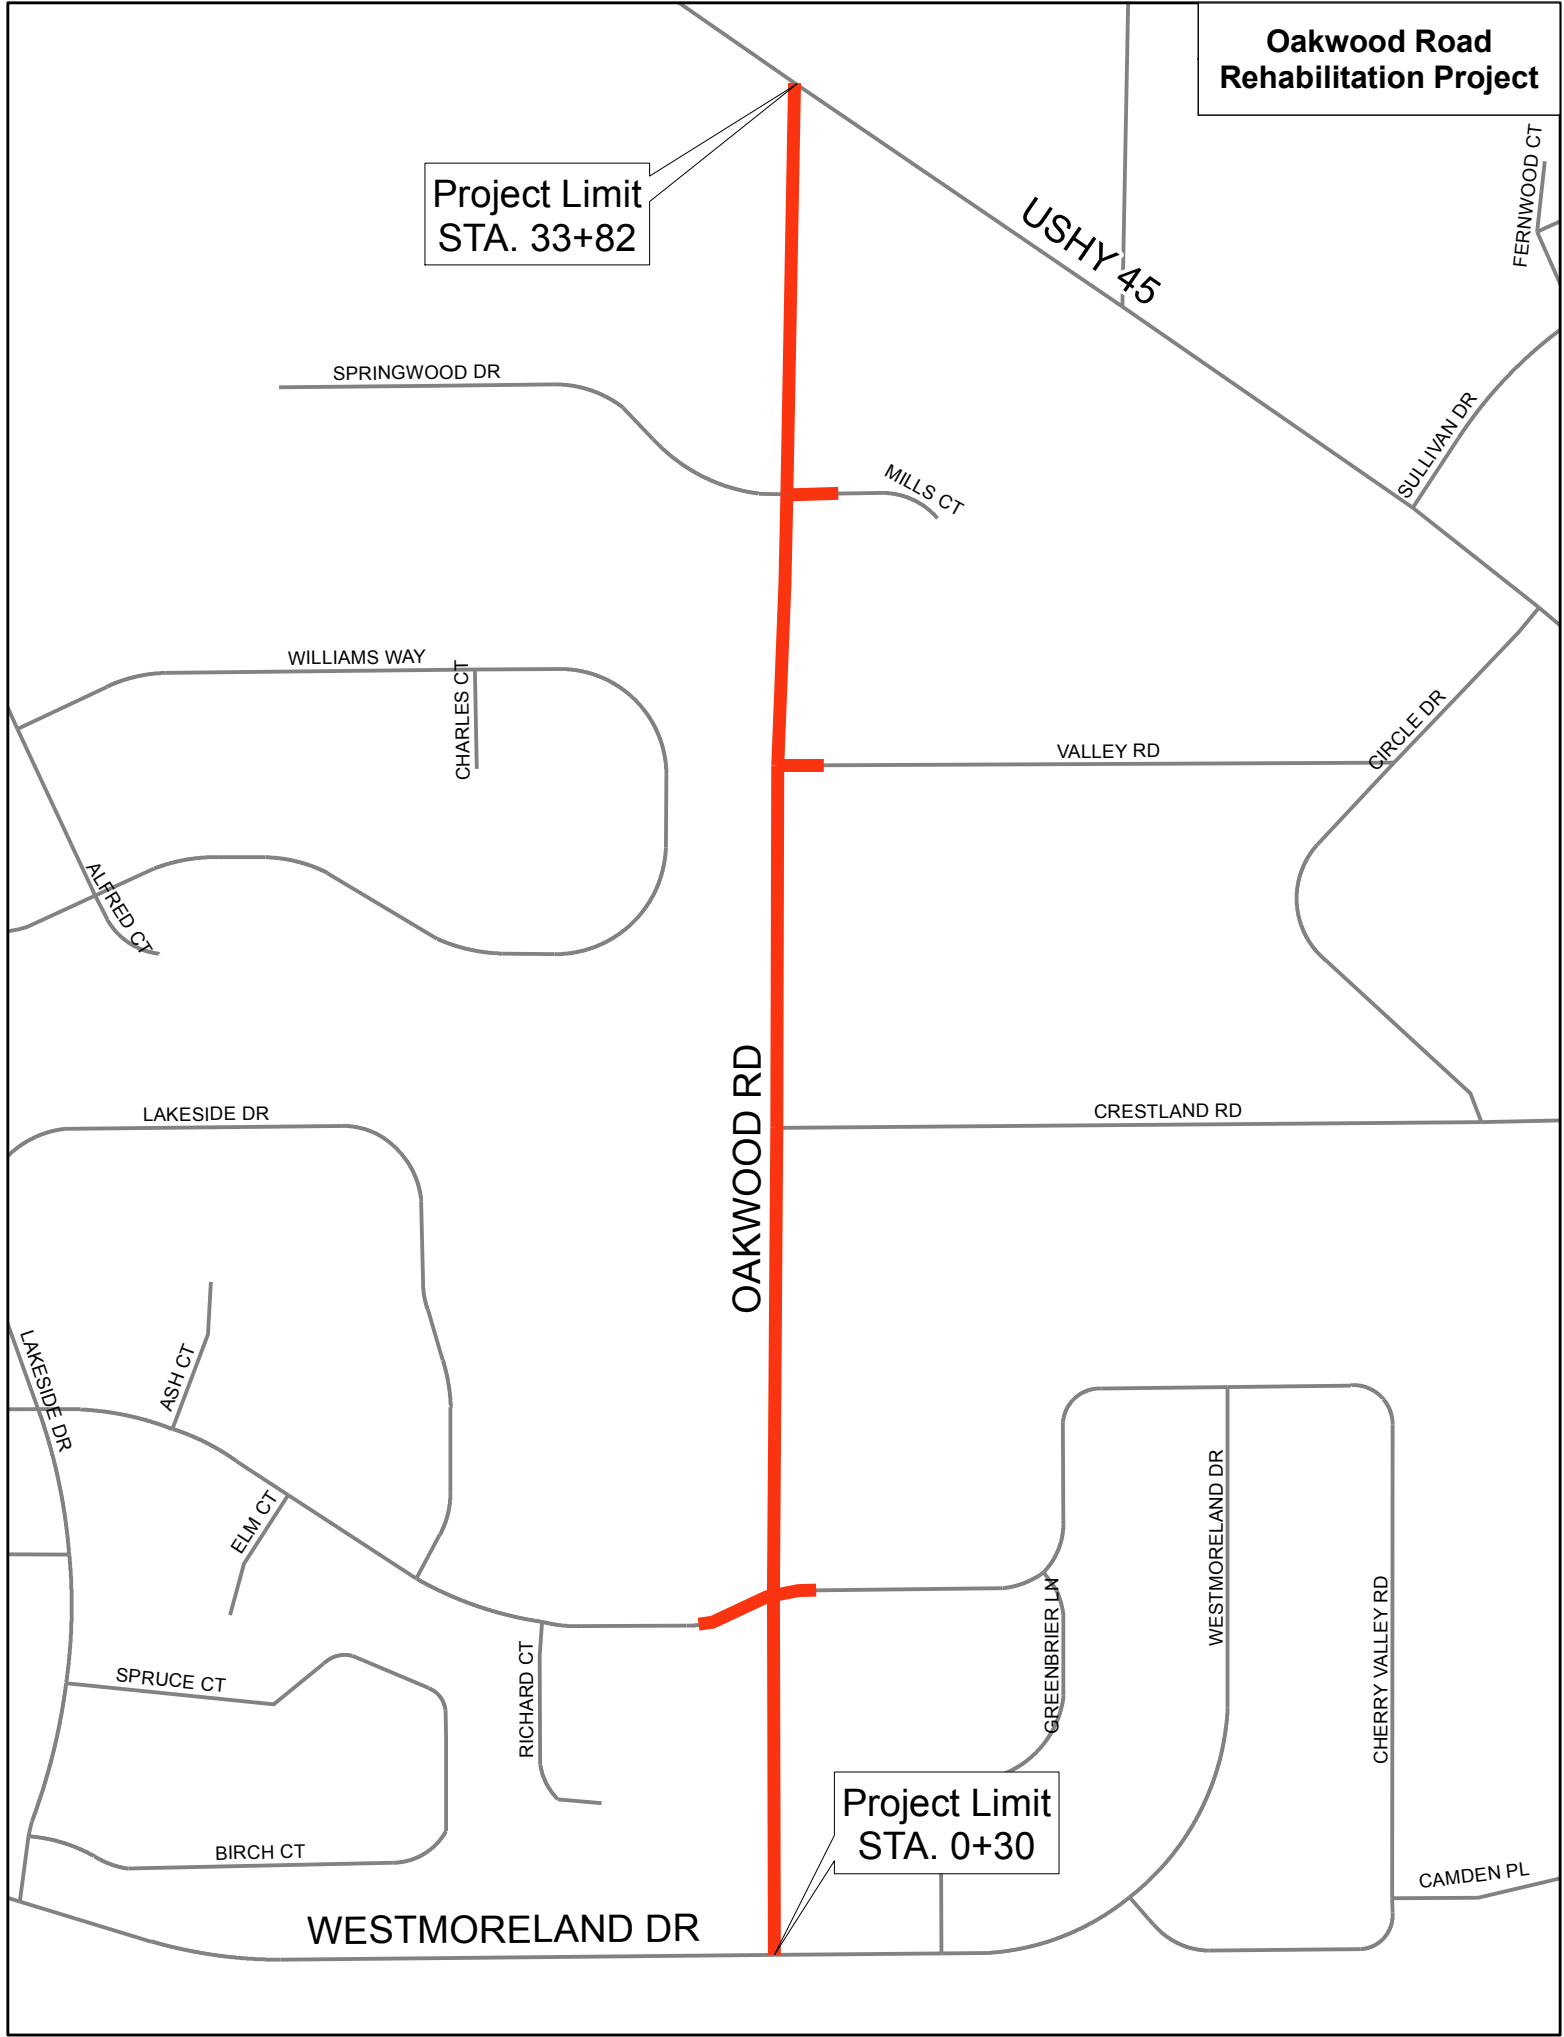 Oakwood Road
Rehabilitation Project
FERNWOOD CT
Project Limit
STA. 33+82
USHY 45
SPRINGWOOD DR
SULLIVAN DR
MILLS CT
WILLIAMS WAY
CHARLES CT
CIRCLE DR
VALLEY RD
ALFRED CT
OAKWOOD RD
LAKESIDE DR
CRESTLAND RD
LAKESIDE DR
ASH CT
ELM CT
WESTMORELAND DR
GREENBRIER LN
CHERRY VALLEY RD
RICHARD CT
SPRUCE CT
Project Limit
STA. 0+30
BIRCH CT
CAMDEN PL
WESTMORELAND DR